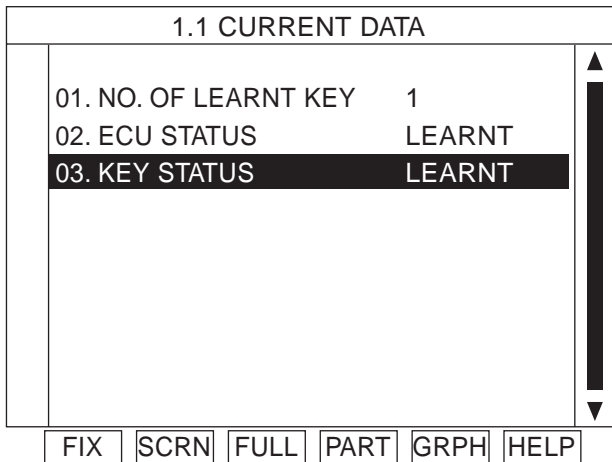 1.1 CURRENT DATA
01. NO. OF LEARNT KEY 1
02. ECU STATUS LEARNT
03. KEY STATUS LEARNT
FIX SCRN FULL PART GRPH HELP